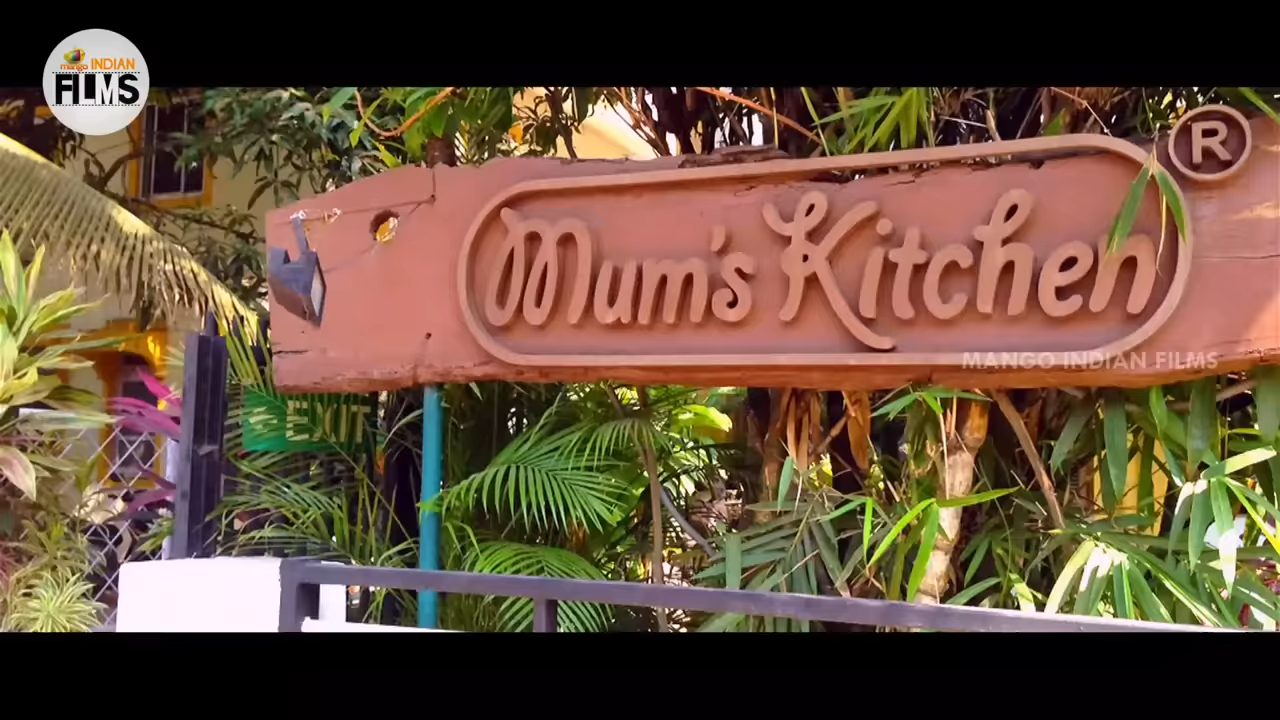 mango INDIAN
FILMS
R
Mum's Kitchen
MANGO INDIAN FILMS
EXIT